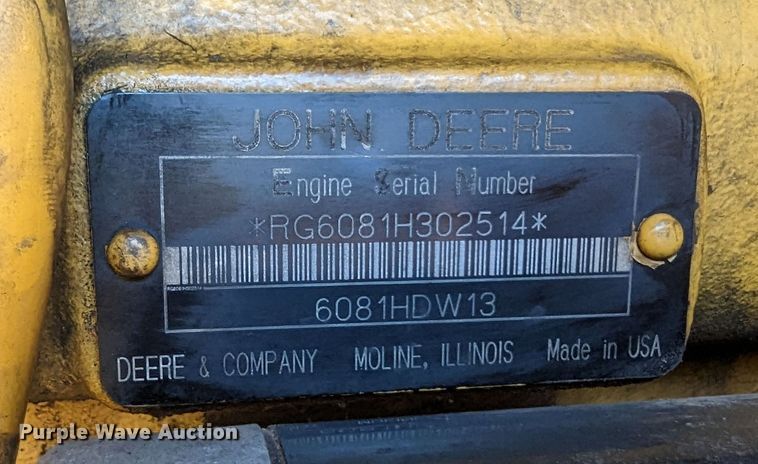 JOHN DEERE
Engine Serial Number
*RG6081H302514*
6081HDW13
DEERE & COMPANY MOLINE, ILLINOIS Made in USA
Purple Wave Auction